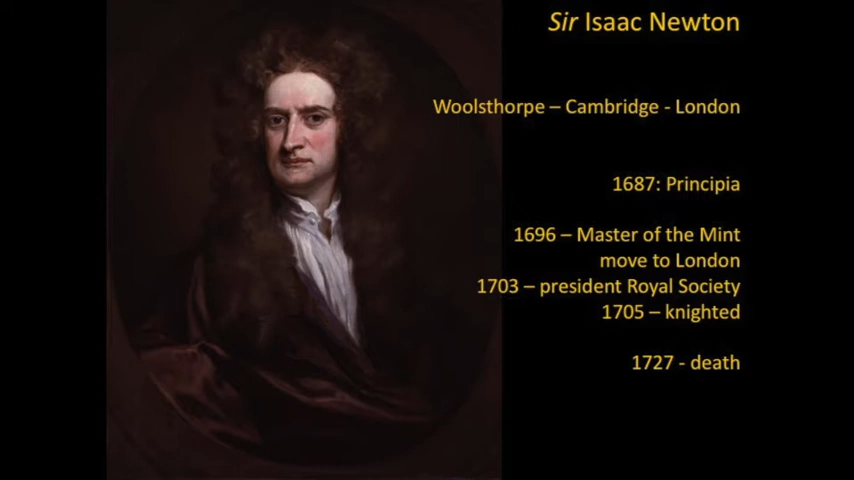 Sir Isaac Newton
Woolsthorpe – Cambridge - London
1687: Principia
1696 – Master of the Mint
move to London
1703 – president Royal Society
1705 – knighted
1727 - death